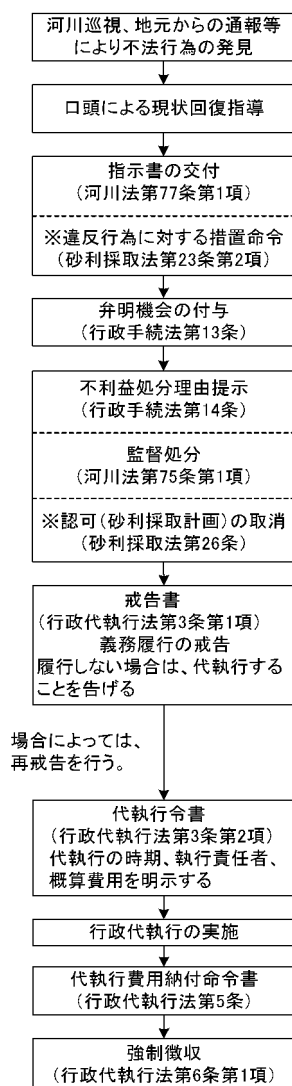 河川巡視、地元からの通報等
により不法行為の発見
口頭による現状回復指導
指示書の交付
(河川法第77条第1項)
※違反行為に対する措置命令
(砂利採取法第23条第2項)
弁明機会の付与
(行政手続法第13条)
不利益処分理由提示
(行政手続法第14条)
監督処分
(河川法第75条第1項)
※認可(砂利採取計画)の取消
(砂利採取法第26条)
戒告書
(行政代執行法第3条第1項)
義務履行の戒告
履行しない場合は、代執行する
ことを告げる
場合によっては、
再戒告を行う。
代執行令書
(行政代執行法第3条第2項)
代執行の時期、執行責任者、
概算費用を明示する
行政代執行の実施
代執行費用納付命令書
(行政代執行法第5条)
強制徴収
(行政代執行法第6条第1項)